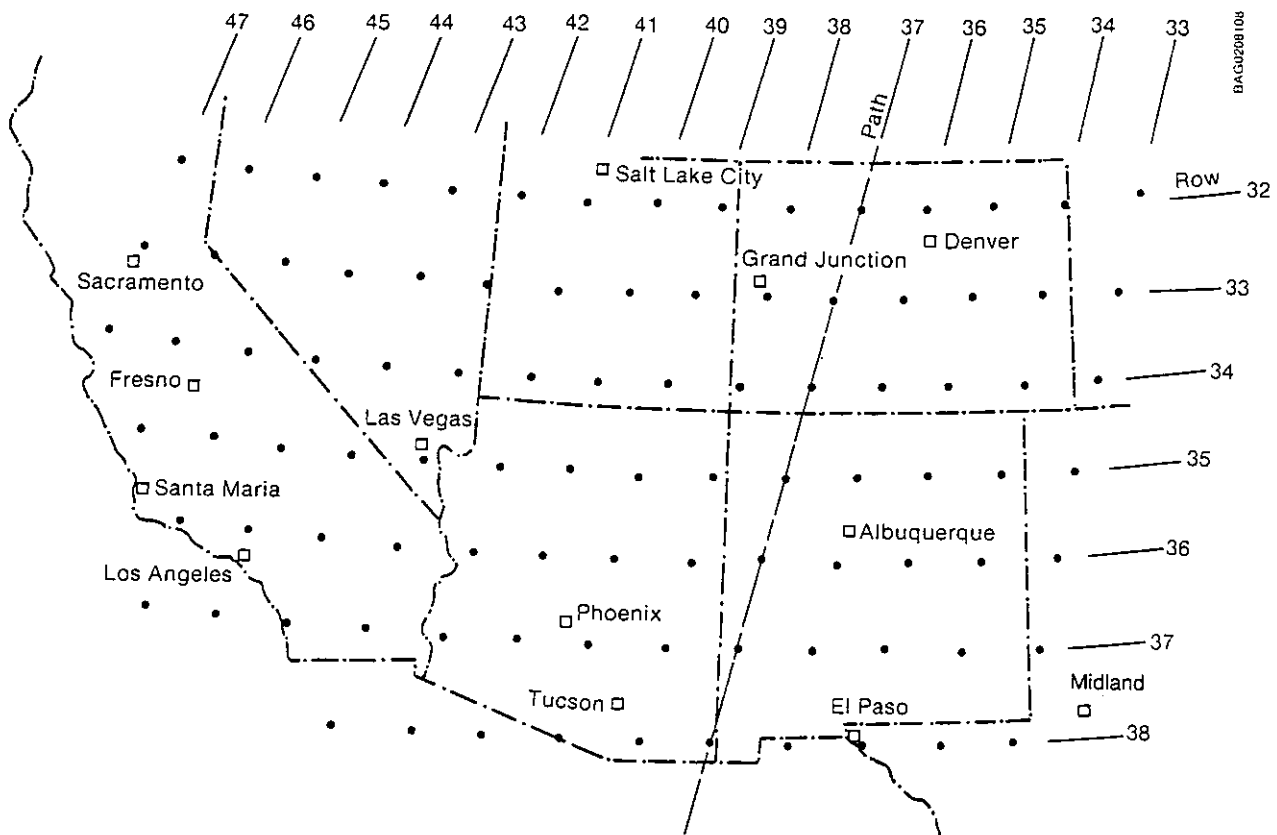 47 46 45 44 43 42 41 40 39 38 37 36 35 34 33
BAG0208108
Path
Salt Lake City
Row
32
Denver
Sacramento
Grand Junction
33
Fresno
34
Las Vegas
35
Santa Maria
Albuquerque
36
Los Angeles
Phoenix
37
Tucson
El Paso
Midland
38